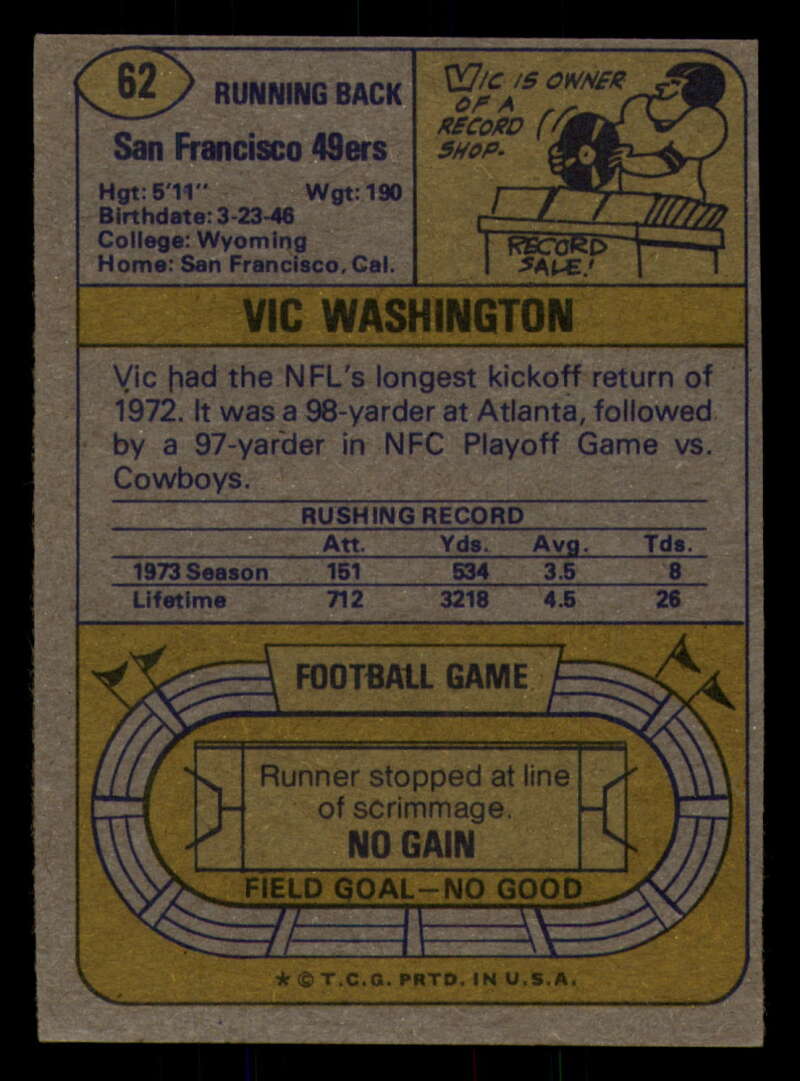 62
RUNNING BACK
San Francisco 49ers
Hgt: 5'11" Wgt: 190
Birthdate: 3-23-46
College: Wyoming
Home: San Francisco, Cal.
VIC IS OWNER
OF A
RECORD
SHOP.
RECORD
SALE!
VIC WASHINGTON
Vic had the NFL's longest kickoff return of
1972. It was a 98-yarder at Atlanta, followed
by a 97-yarder in NFC Playoff Game vs.
Cowboys.
RUSHING RECORD
Att. Yds. Avg. Tds.
1973 Season 151 534 3.5 8
Lifetime 712 3218 4.5 26
FOOTBALL GAME
Runner stopped at line
of scrimmage.
NO GAIN
FIELD GOAL—NO GOOD
* © T.C.G. PRTD. IN U.S.A.